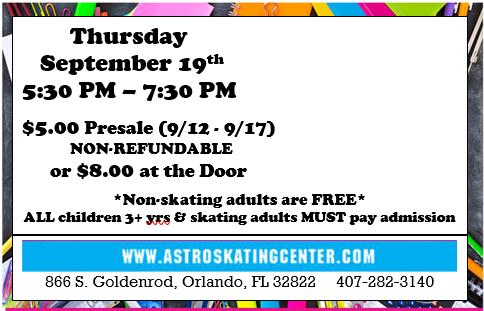 Thursday
September 19th
5:30 PM – 7:30 PM
$5.00 Presale (9/12 - 9/17)
NON-REFUNDABLE
or $8.00 at the Door
*Non-skating adults are FREE*
ALL children 3+ yrs & skating adults MUST pay admission
WWW.ASTROSKATINGCENTER.COM
866 S. Goldenrod, Orlando, FL 32822 407-282-3140